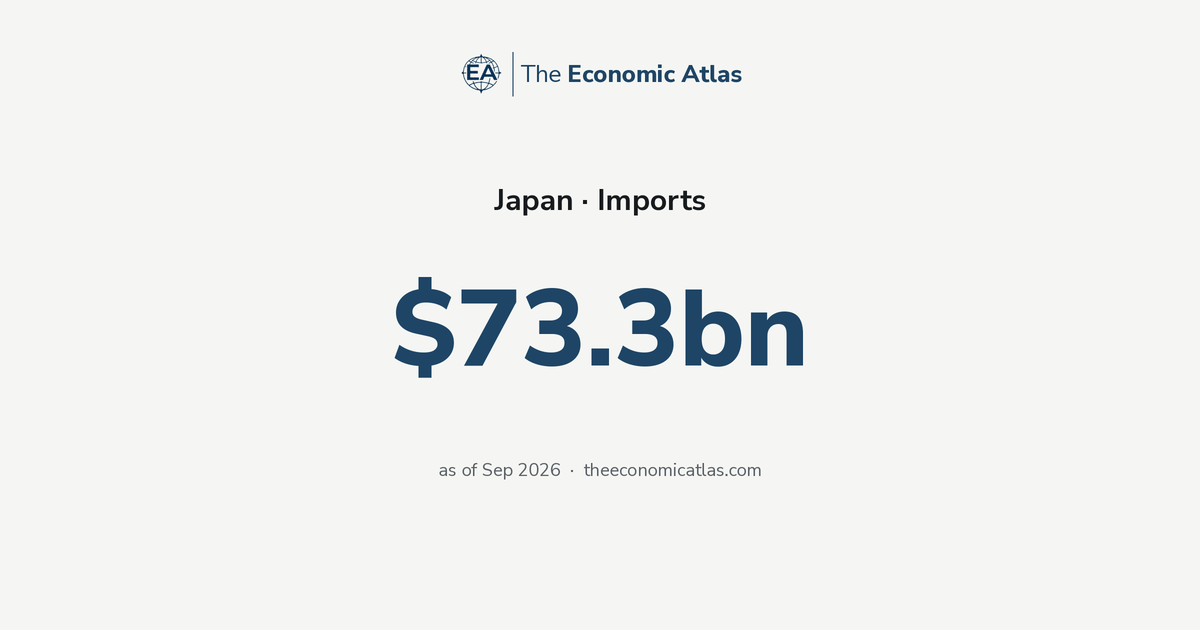 EA The Economic Atlas
Japan · Imports
$73.3bn
as of Sep 2026 · theeconomicatlas.com